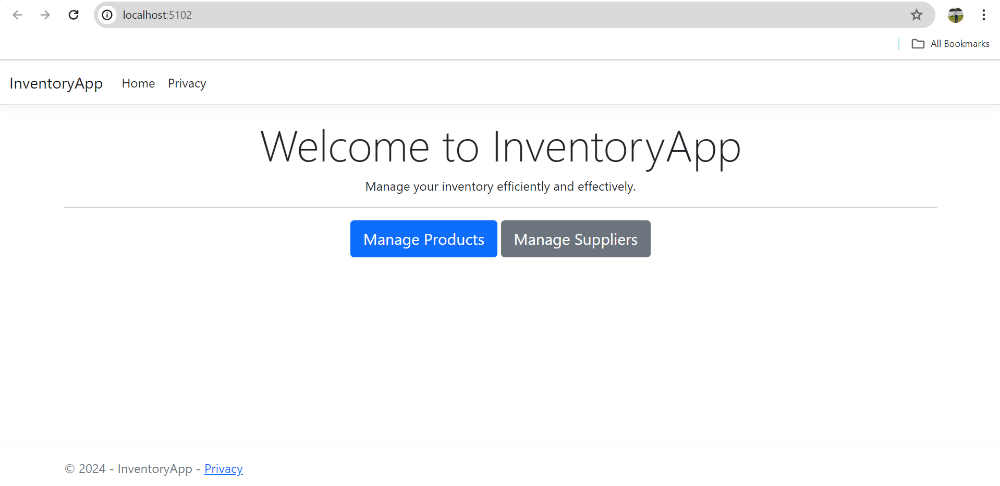 localhost:5102
All Bookmarks
InventoryApp Home Privacy
Welcome to InventoryApp
Manage your inventory efficiently and effectively.
Manage Products Manage Suppliers
© 2024 - InventoryApp - Privacy